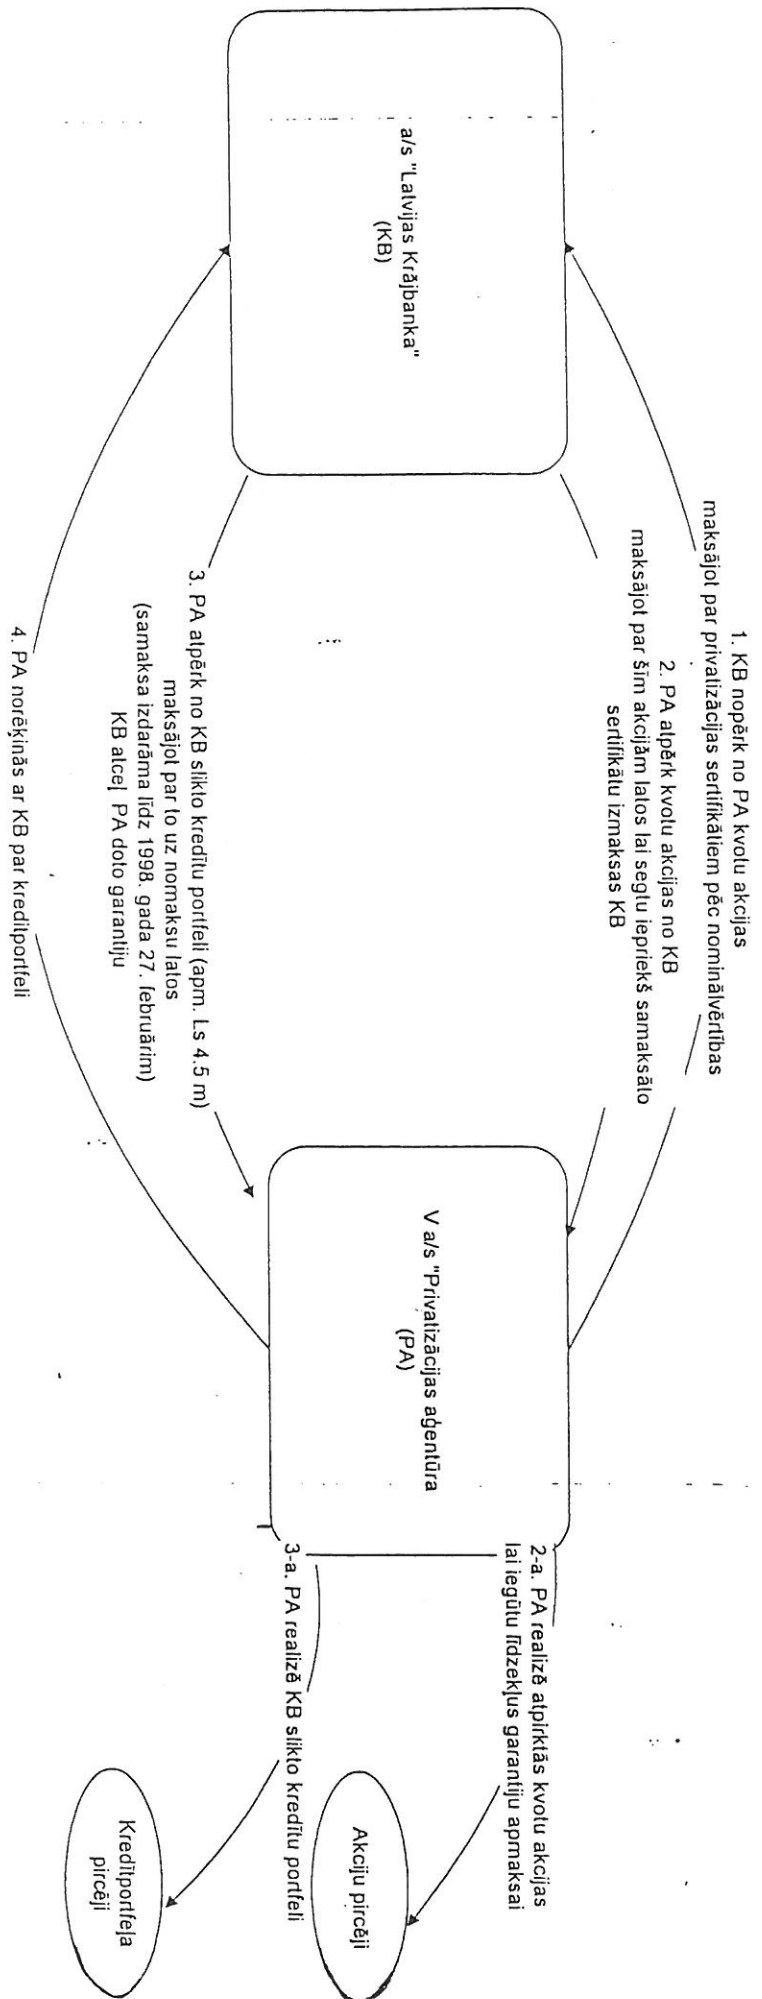 1. KB nopērk no PA kvotu akcijas
maksājot par privatizācijas sertifikātiem pēc nominālvērtības
2. PA atpērk kvotu akcijas no KB
maksājot par šīm akcijām latos lai segtu iepriekš samaksāto
sertifikātu izmaksas KB
a/s "Latvijas Krājbanka"
(KB)
V a/s "Privatizācijas aģentūra
(PA)
2-a. PA realizē atpirktās kvotu akcijas
lai iegūtu līdzekļus garantiju apmaksai
Akciju pircēji
3. PA atpērk no KB slikto kredītu portfeli (apm. Ls 4.5 m)
maksājot par to uz nomaksu latos
(samaksa izdarāma līdz 1998. gada 27. februārim)
KB atceļ PA doto garantiju
3-a. PA realizē KB slikto kredītu portfeli
Kredītportfeļa
pircēji
4. PA norēķinās ar KB par kredītportfeli